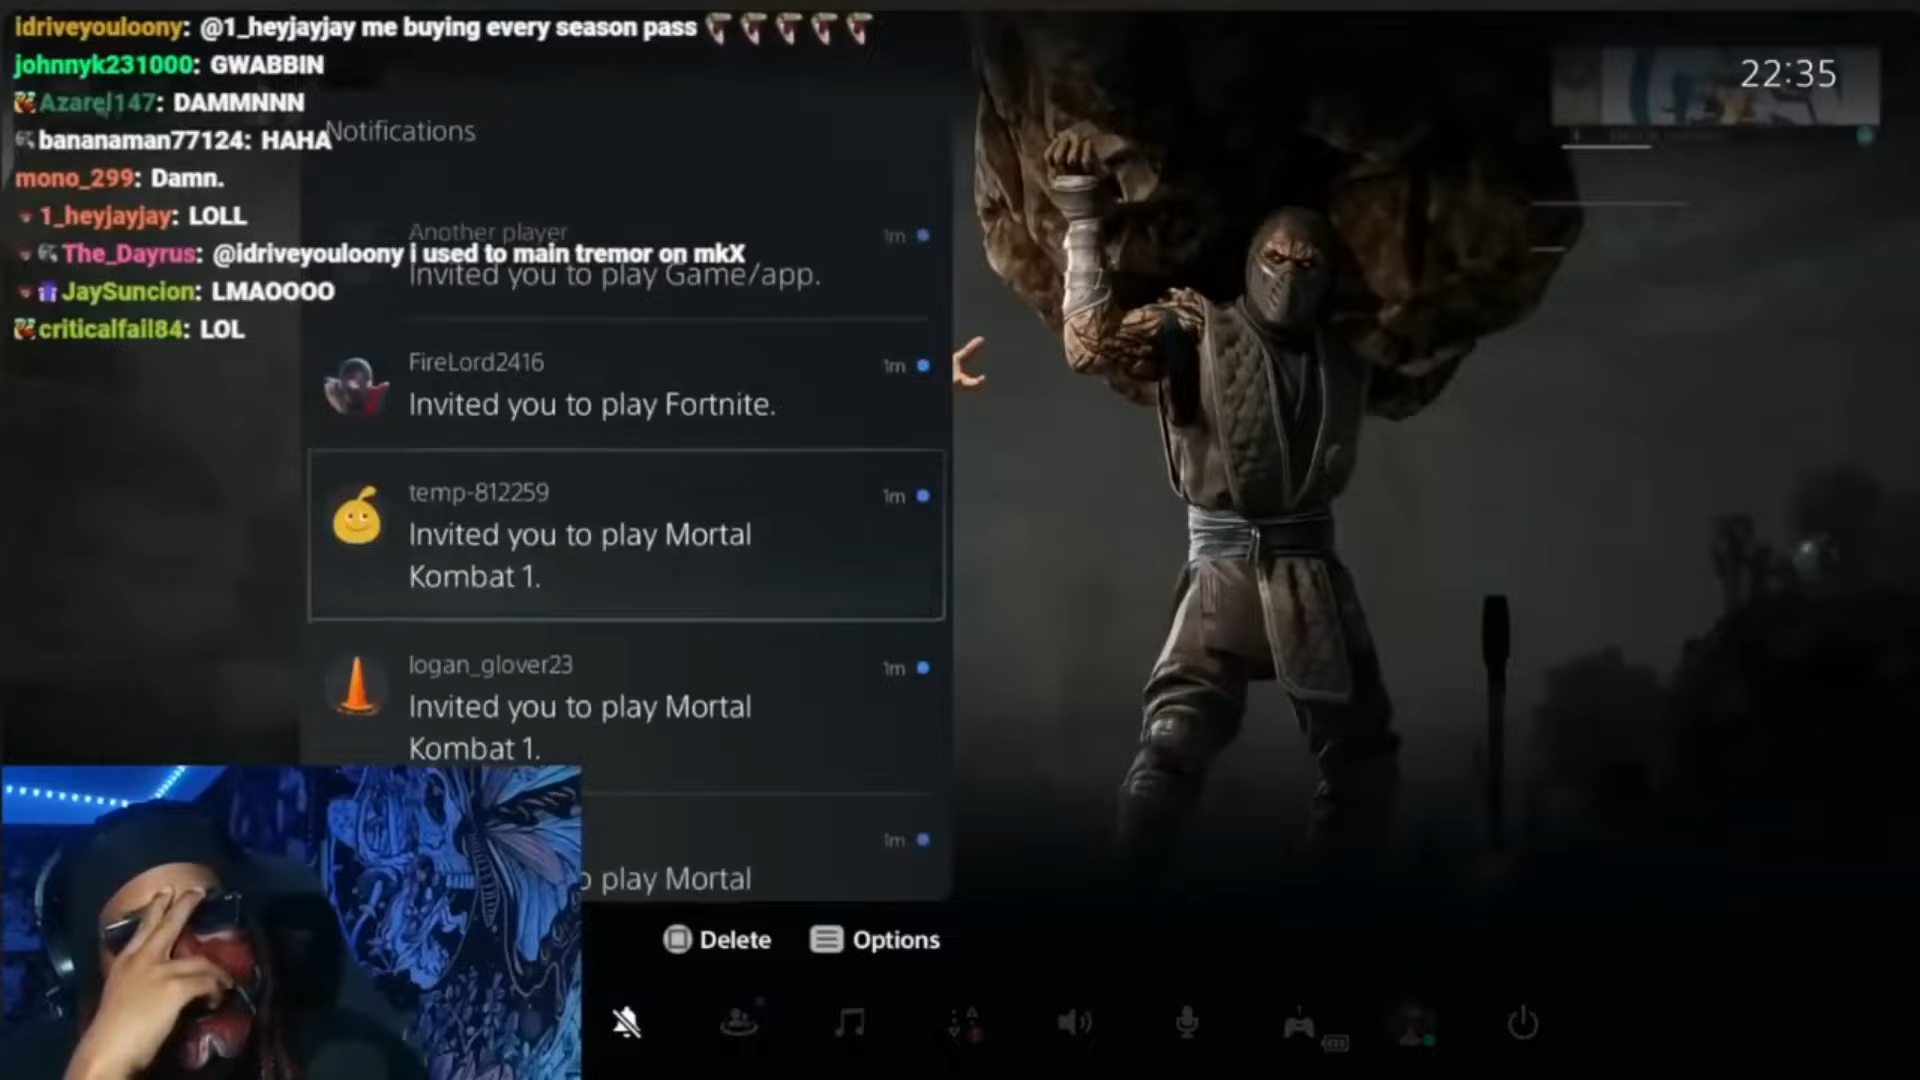 idriveyouloony: @1_heyjayjay me buying every season pass
johnnyk231000: GWABBIN
Azarel147: DAMMNNN
bananaman77124: HAHA
mono_299: Damn.
1_heyjayjay: LOLL
The_Dayrus: @idriveyouloony i used to main tremor on mkX
JaySuncion: LMAOOOO
criticalfail84: LOL
22:35
Notifications
Another player
1m
Invited you to play Game/app.
FireLord2416
1m
Invited you to play Fortnite.
temp-812259
1m
Invited you to play Mortal
Kombat 1.
logan_glover23
1m
Invited you to play Mortal
Kombat 1.
1m
play Mortal
Delete
Options